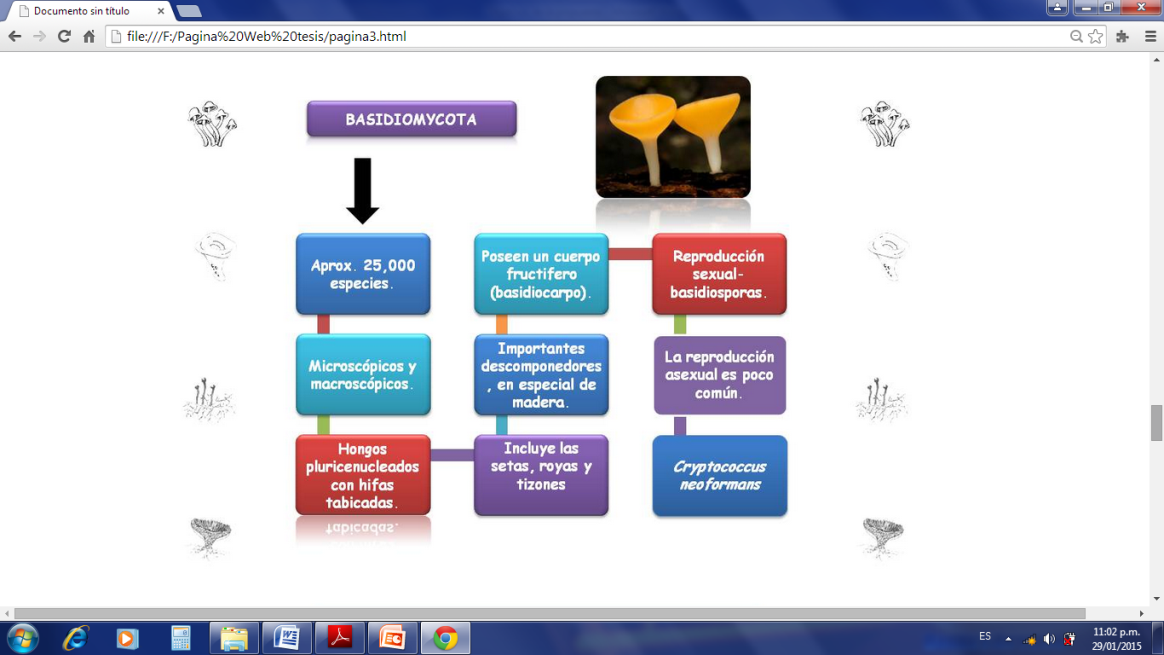 Documento sin título
file:///F:/Pagina%20Web%20tesis/pagina3.html
BASIDIOMYCOTA
Aprox. 25,000
especies.
Microscópicos y
macroscópicos.
Hongos
pluricenucleados
con hifas
tabicadas.
Incluye las
setas, royas y
tizones
Importantes
descomponedores
, en especial de
madera.
Poseen un cuerpo
fructifero
(basidiocarpo).
Reproducción
sexual-
basidiosporas.
La reproducción
asexual es poco
común.
Cryptococcus
neoformans
ES
11:02 p.m.
29/01/2015